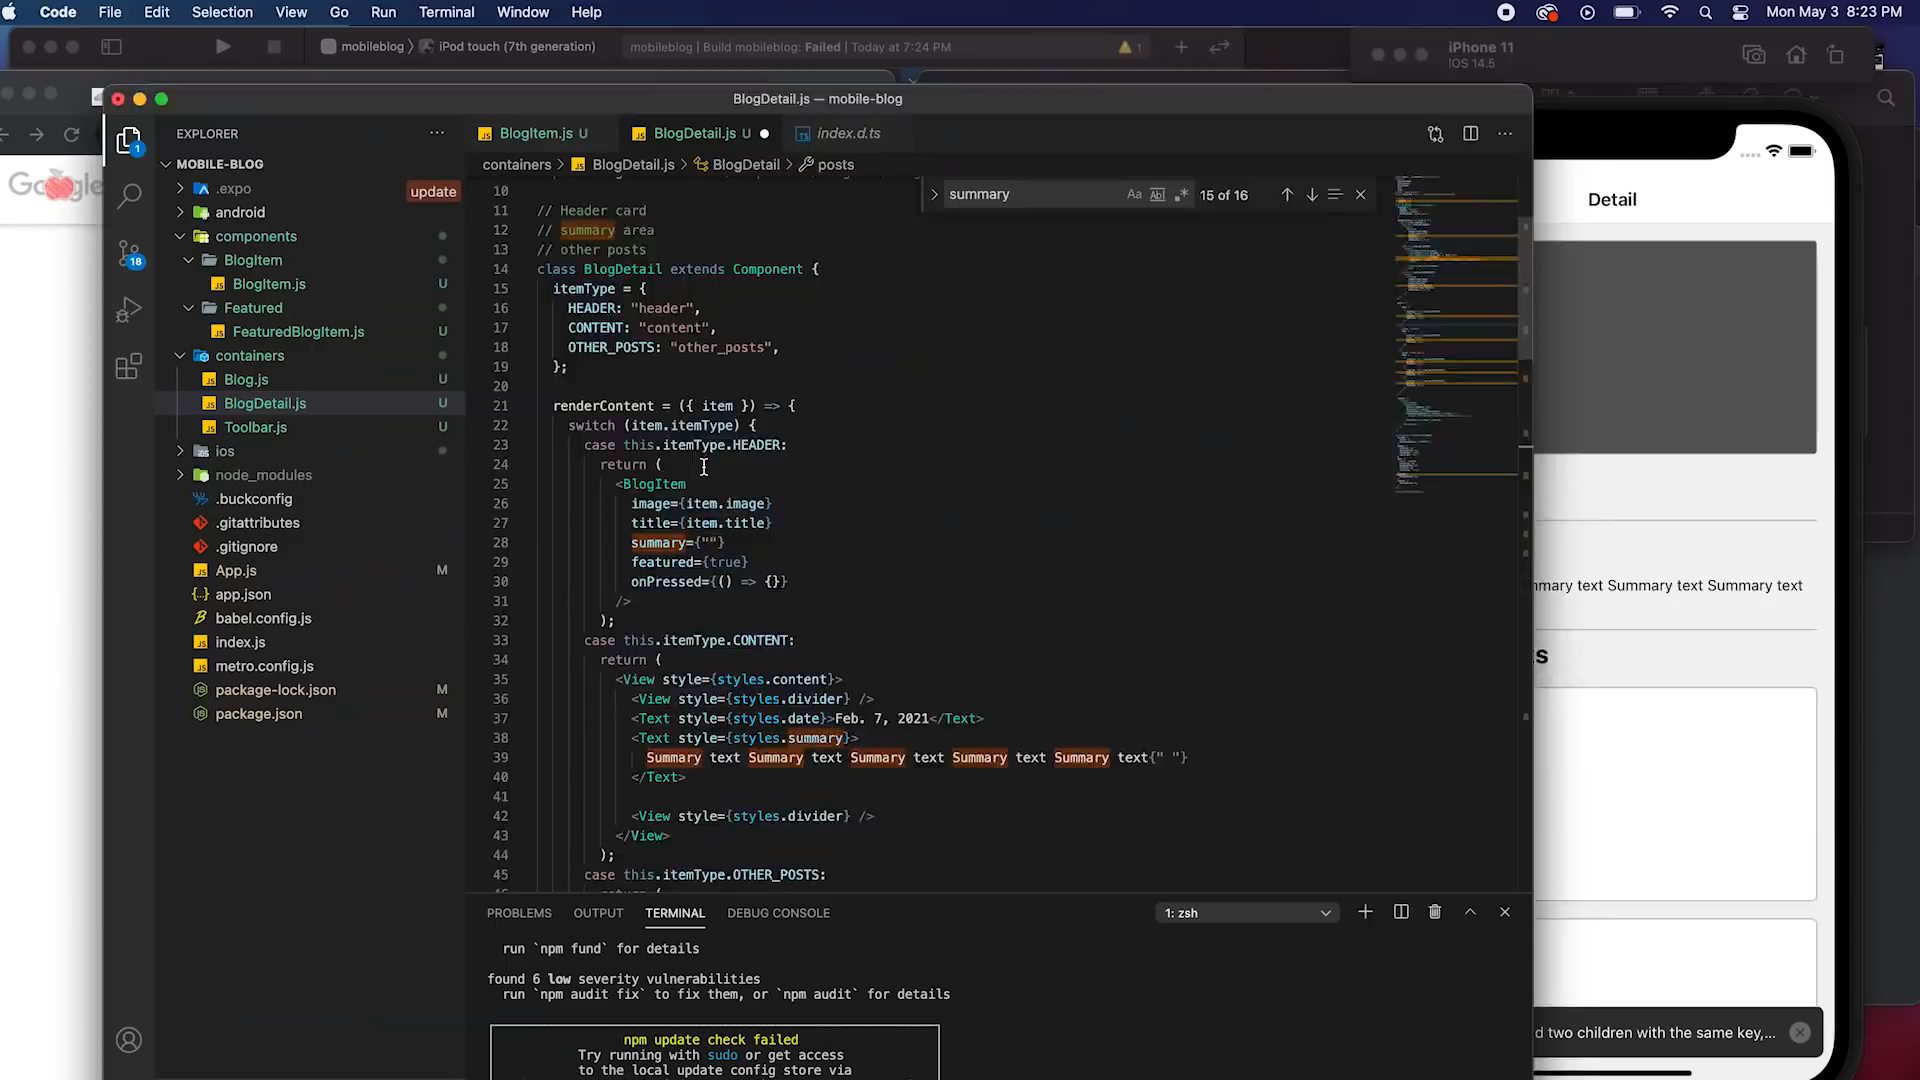 Code File Edit Selection View Go Run Terminal Window Help
Mon May 3 8:23 PM
mobileblog iPod touch (7th generation)
mobileblog | Build mobileblog: Failed | Today at 7:24 PM
1
iPhone 11
iOS 14.5
BlogDetail.js — mobile-blog
Google
EXPLORER
BlogItem.js U
BlogDetail.js U
index.d.ts
containers > BlogDetail.js > BlogDetail > posts
MOBILE-BLOG
1
18
.expo
android
components
BlogItem
BlogItem.js U
Featured
FeaturedBlogItem.js U
containers
Blog.js U
BlogDetail.js U
Toolbar.js U
ios
node_modules
.buckconfig
.gitattributes
.gitignore
App.js M
app.json
babel.config.js
index.js
metro.config.js
package-lock.json M
package.json M
update
summary
15 of 16
10
11 // Header card
12 // summary area
13 // other posts
14 class BlogDetail extends Component {
15 itemType = {
16 HEADER: "header",
17 CONTENT: "content",
18 OTHER_POSTS: "other_posts",
19 };
20
21 renderContent = ({ item }) => {
22 switch (item.itemType) {
23 case this.itemType.HEADER:
24 return (
25 <BlogItem
26 image={item.image}
27 title={item.title}
28 summary={""}
29 featured={true}
30 onPressed={() => {}}
31 />
32 );
33 case this.itemType.CONTENT:
34 return (
35 <View style={styles.content}>
36 <View style={styles.divider} />
37 <Text style={styles.date}>Feb. 7, 2021</Text>
38 <Text style={styles.summary}>
39 Summary text Summary text Summary text Summary text Summary text{" "}
40 </Text>
41
42 <View style={styles.divider} />
43 </View>
44 );
45 case this.itemType.OTHER_POSTS:
PROBLEMS OUTPUT TERMINAL DEBUG CONSOLE
1: zsh
run `npm fund` for details
found 6 low severity vulnerabilities
run `npm audit fix` to fix them, or `npm audit` for details
npm update check failed
Try running with sudo or get access
to the local update config store via
Detail
mmary text Summary text Summary text
ts
d two children with the same key,...